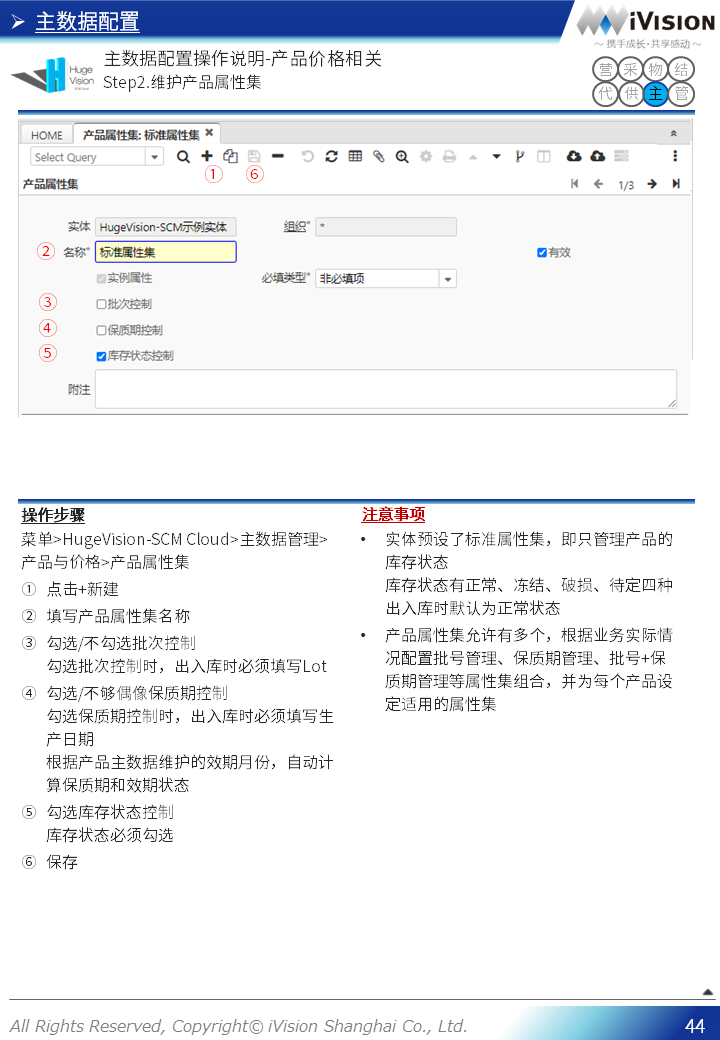 主数据配置
iVision
～ 携手成长·共享感动 ～
Huge
Vision
主数据配置操作说明-产品价格相关
Step2.维护产品属性集
营 采 物 结
代 供 主 管
HOME 产品属性集: 标准属性集
Select Query
① ⑥
产品属性集 1/3
实体 HugeVision-SCM示例实体 组织* *
② 名称* 标准属性集 有效
实例属性 必填类型* 非必填项
③ 批次控制
④ 保质期控制
⑤ 库存状态控制
附注
操作步骤
菜单>HugeVision-SCM Cloud>主数据管理>
产品与价格>产品属性集
① 点击+新建
② 填写产品属性集名称
③ 勾选/不勾选批次控制
勾选批次控制时，出入库时必须填写Lot
④ 勾选/不够偶像保质期控制
勾选保质期控制时，出入库时必须填写生
产日期
根据产品主数据维护的效期月份，自动计
算保质期和效期状态
⑤ 勾选库存状态控制
库存状态必须勾选
⑥ 保存
注意事项
• 实体预设了标准属性集，即只管理产品的
库存状态
库存状态有正常、冻结、破损、待定四种
出入库时默认为正常状态
• 产品属性集允许有多个，根据业务实际情
况配置批号管理、保质期管理、批号+保
质期管理等属性集组合，并为每个产品设
定适用的属性集
All Rights Reserved, Copyright© iVision Shanghai Co., Ltd.
44